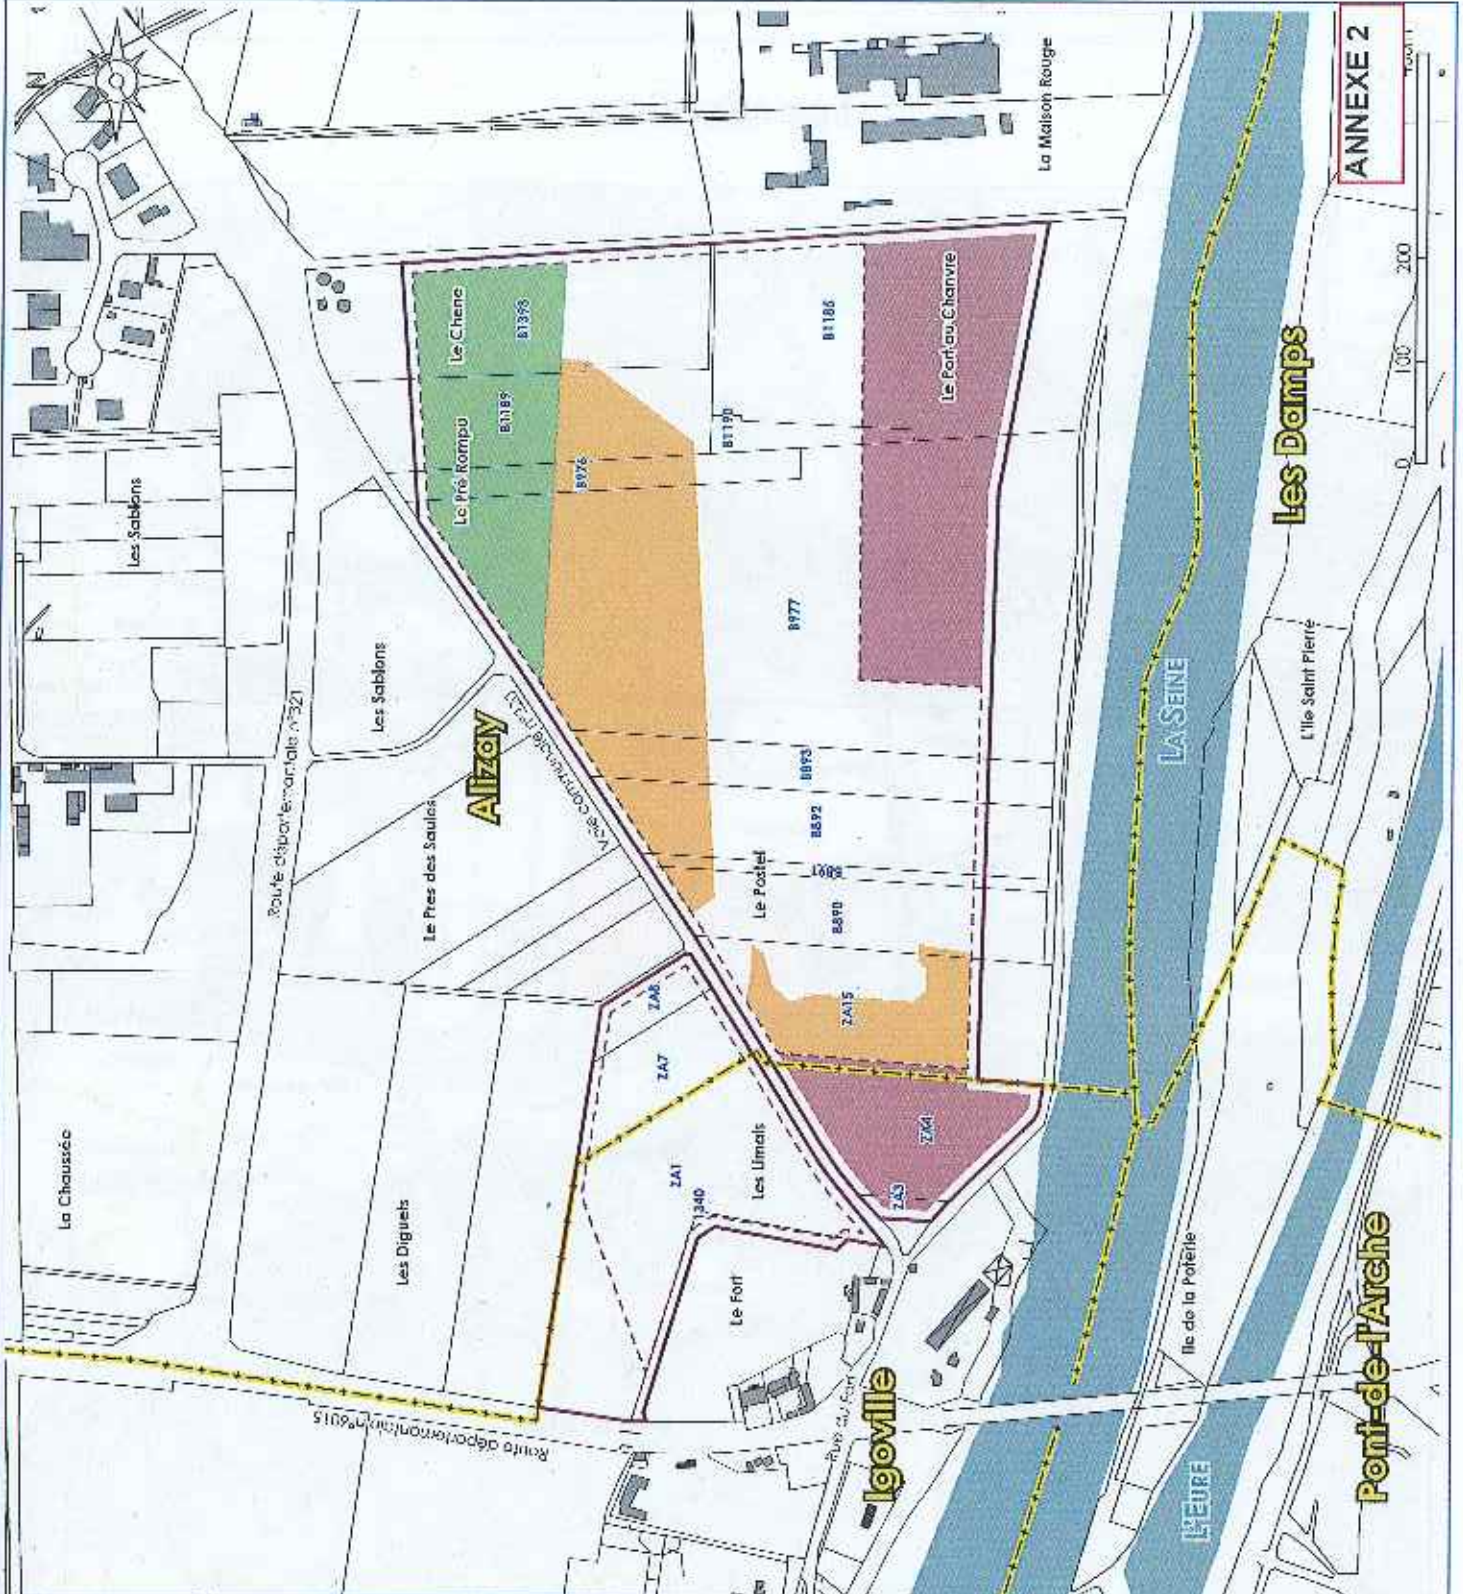 ANNEXE 2
N
La Maison Rouge
Le Chene
B1393
B1186
Le Port au Chanvre
Le Pré Rompu
B1189
B976
B1190
Les Sablons
Les Sablons
B977
Route départementale n°321
Alizay
Le Pres des Saules
Le Postel
B893
B892
B891
B890
ZA15
ZA8
ZA7
ZA1
1340
Les Umais
ZA4
ZA3
La Chaussée
Les Diguets
Le Fort
Route départementale n°6015
Igoville
LA SEINE
L'Ile Saint Pierre
Les Damps
Ile de la Poterie
L'EURE
Pont-de-l'Arche
0
100
200